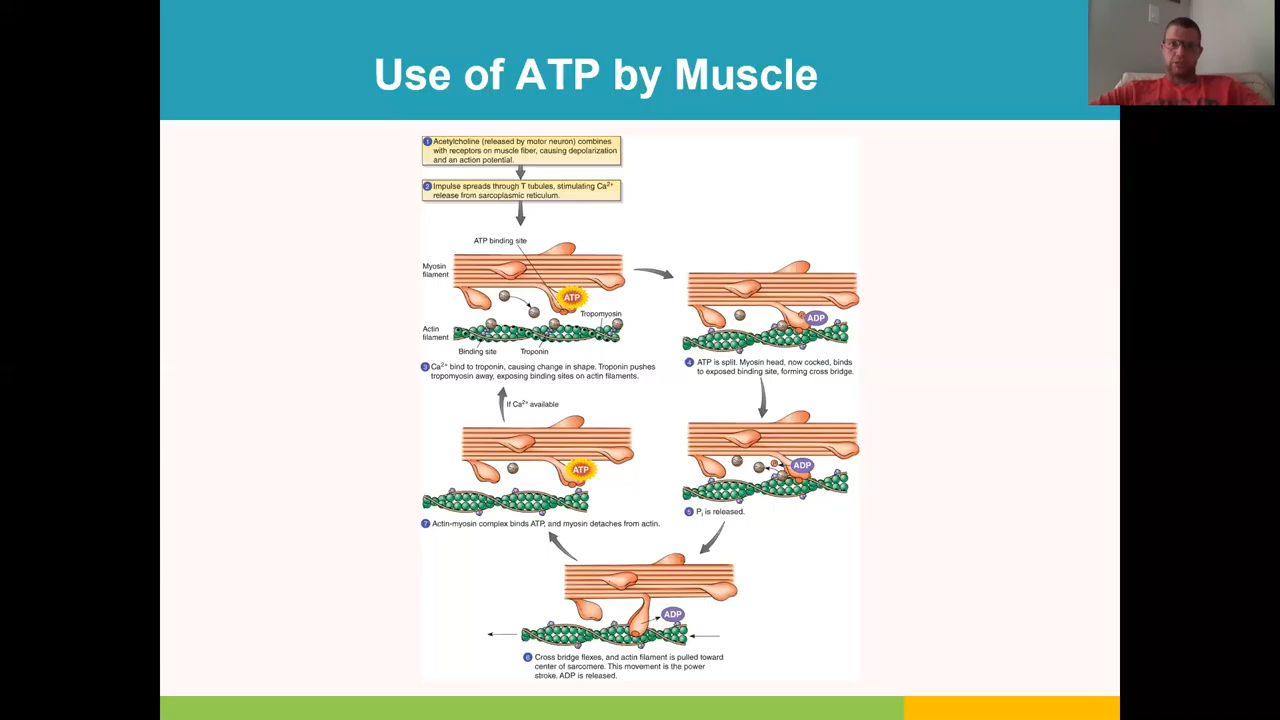 Use of ATP by Muscle
1 Acetylcholine (released by motor neuron) combines
with receptors on muscle fiber, causing depolarization
and an action potential.
2 Impulse spreads through T tubules, stimulating Ca2+
release from sarcoplasmic reticulum.
ATP binding site
Myosin
filament
ATP
Tropomyosin
Actin
filament
Binding site
Troponin
3 Ca2+ bind to troponin, causing change in shape. Troponin pushes
tropomyosin away, exposing binding sites on actin filaments.
ADP
4 ATP is split. Myosin head, now cocked, binds
to exposed binding site, forming cross bridge.
ADP
5 Pi is released.
ADP
6 Cross bridge flexes, and actin filament is pulled toward
center of sarcomere. This movement is the power
stroke. ADP is released.
ATP
7 Actin-myosin complex binds ATP, and myosin detaches from actin.
If Ca2+ available